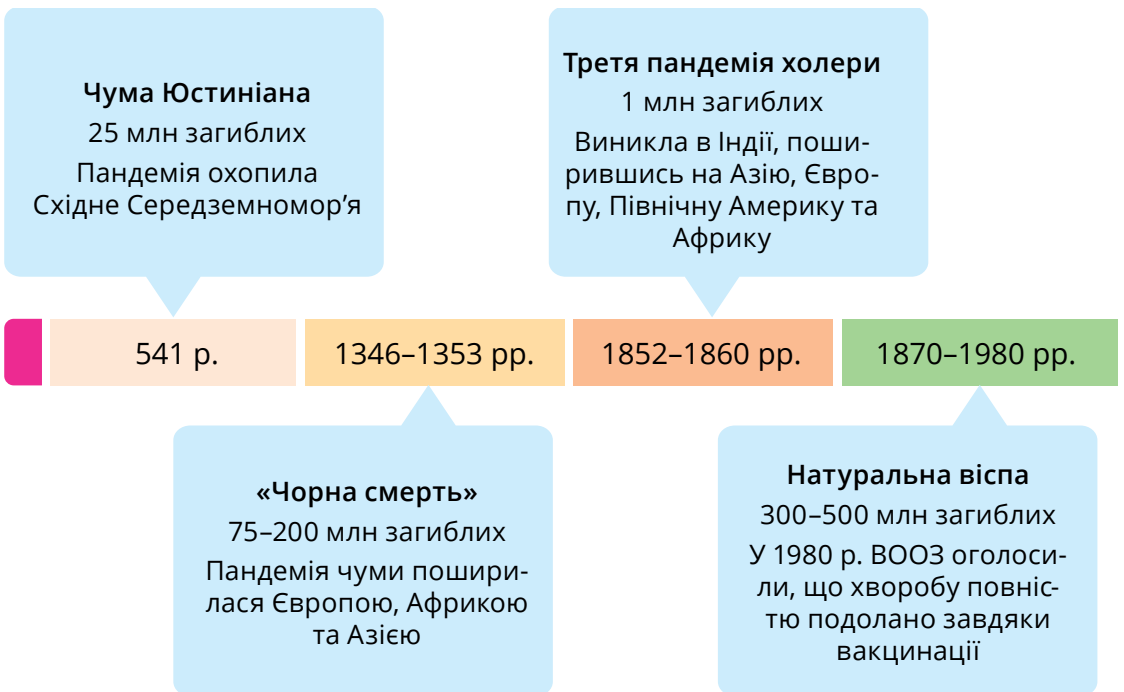 Чума Юстиніана
25 млн загиблих
Пандемія охопила
Східне Середземномор’я
Третя пандемія холери
1 млн загиблих
Виникла в Індії, поши-
рившись на Азію, Євро-
пу, Північну Америку та
Африку
541 р.
1346–1353 рр.
1852–1860 рр.
1870–1980 рр.
«Чорна смерть»
75–200 млн загиблих
Пандемія чуми пошири-
лася Європою, Африкою
та Азією
Натуральна віспа
300–500 млн загиблих
У 1980 р. ВООЗ оголоси-
ли, що хворобу повніс-
тю подолано завдяки
вакцинації